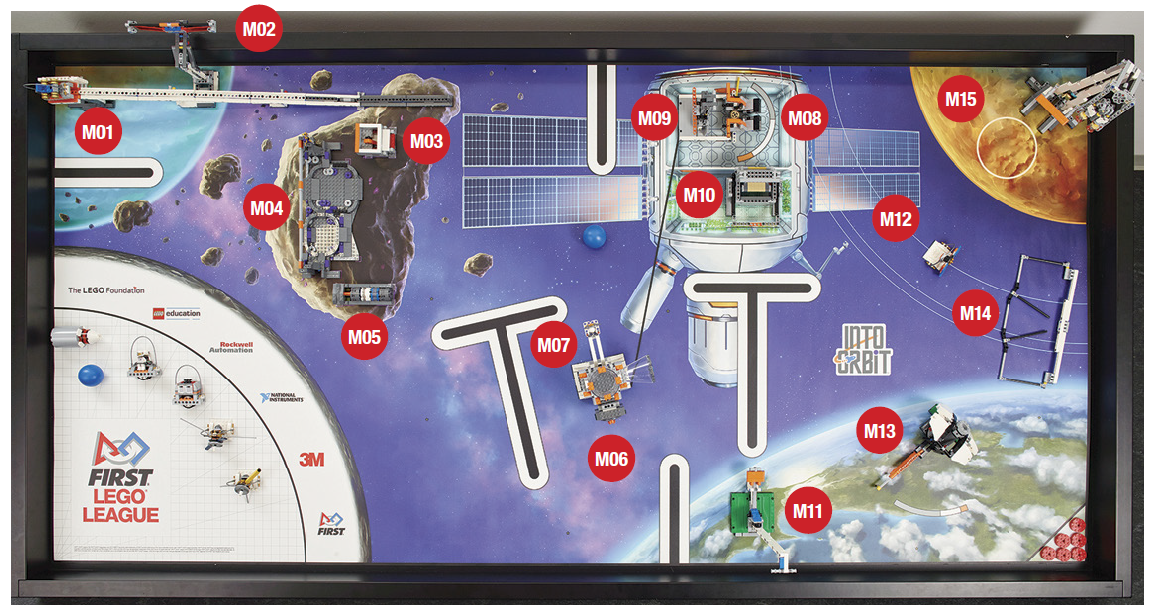 M02
M15
M09
M08
M01
M03
M10
M04
M12
M05
M14
M07
M06
M13
M11
The LEGO Foundation
LEGO education
Rockwell
Automation
NATIONAL
INSTRUMENTS
3M
FIRST
LEGO
LEAGUE
FIRST
INTO
ORBIT